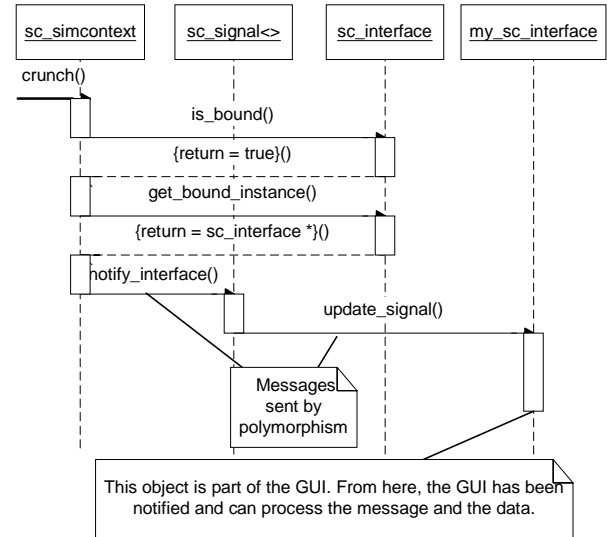 sc_simcontext
sc_signal<>
sc_interface
my_sc_interface
crunch()
is_bound()
{return = true}()
get_bound_instance()
{return = sc_interface *}()
notify_interface()
update_signal()
Messages
sent by
polymorphism
This object is part of the GUI. From here, the GUI has been
notified and can process the message and the data.